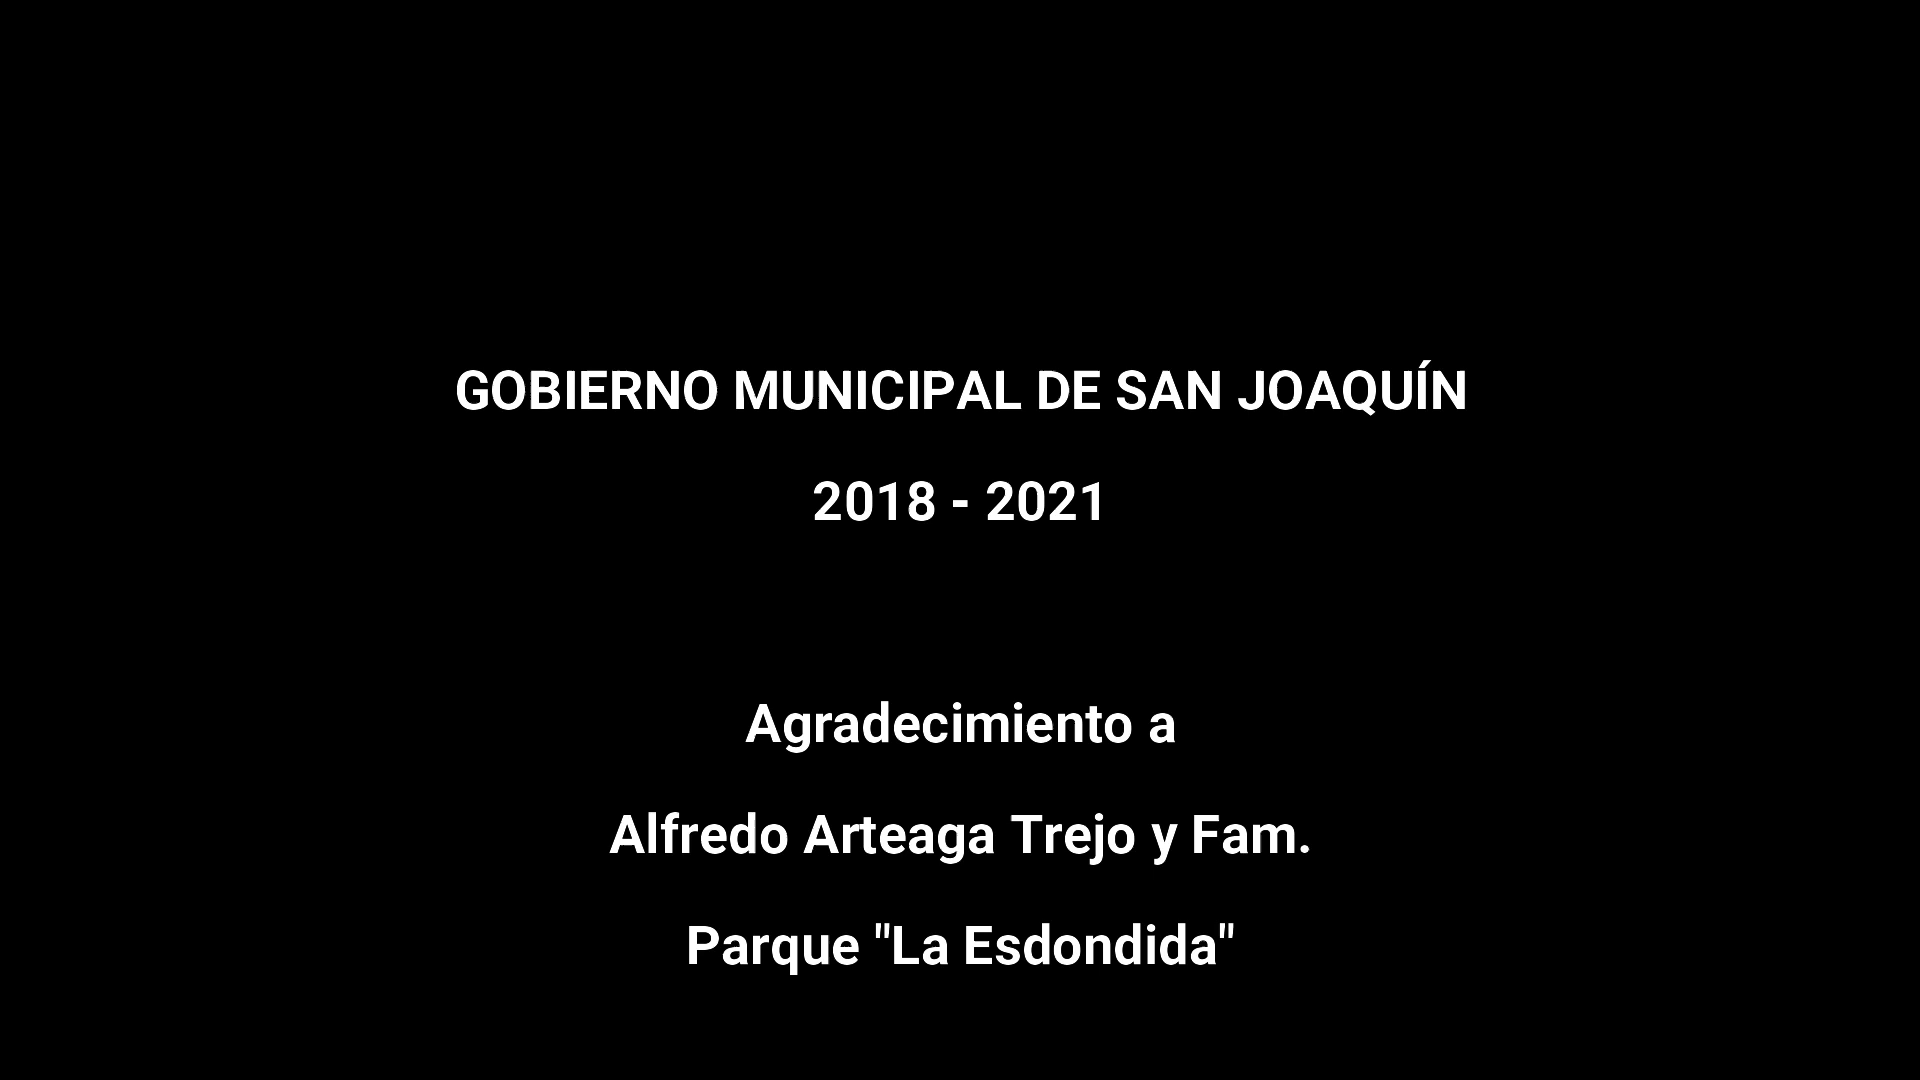 GOBIERNO MUNICIPAL DE SAN JOAQUÍN
2018 - 2021
Agradecimiento a
Alfredo Arteaga Trejo y Fam.
Parque "La Esdondida"